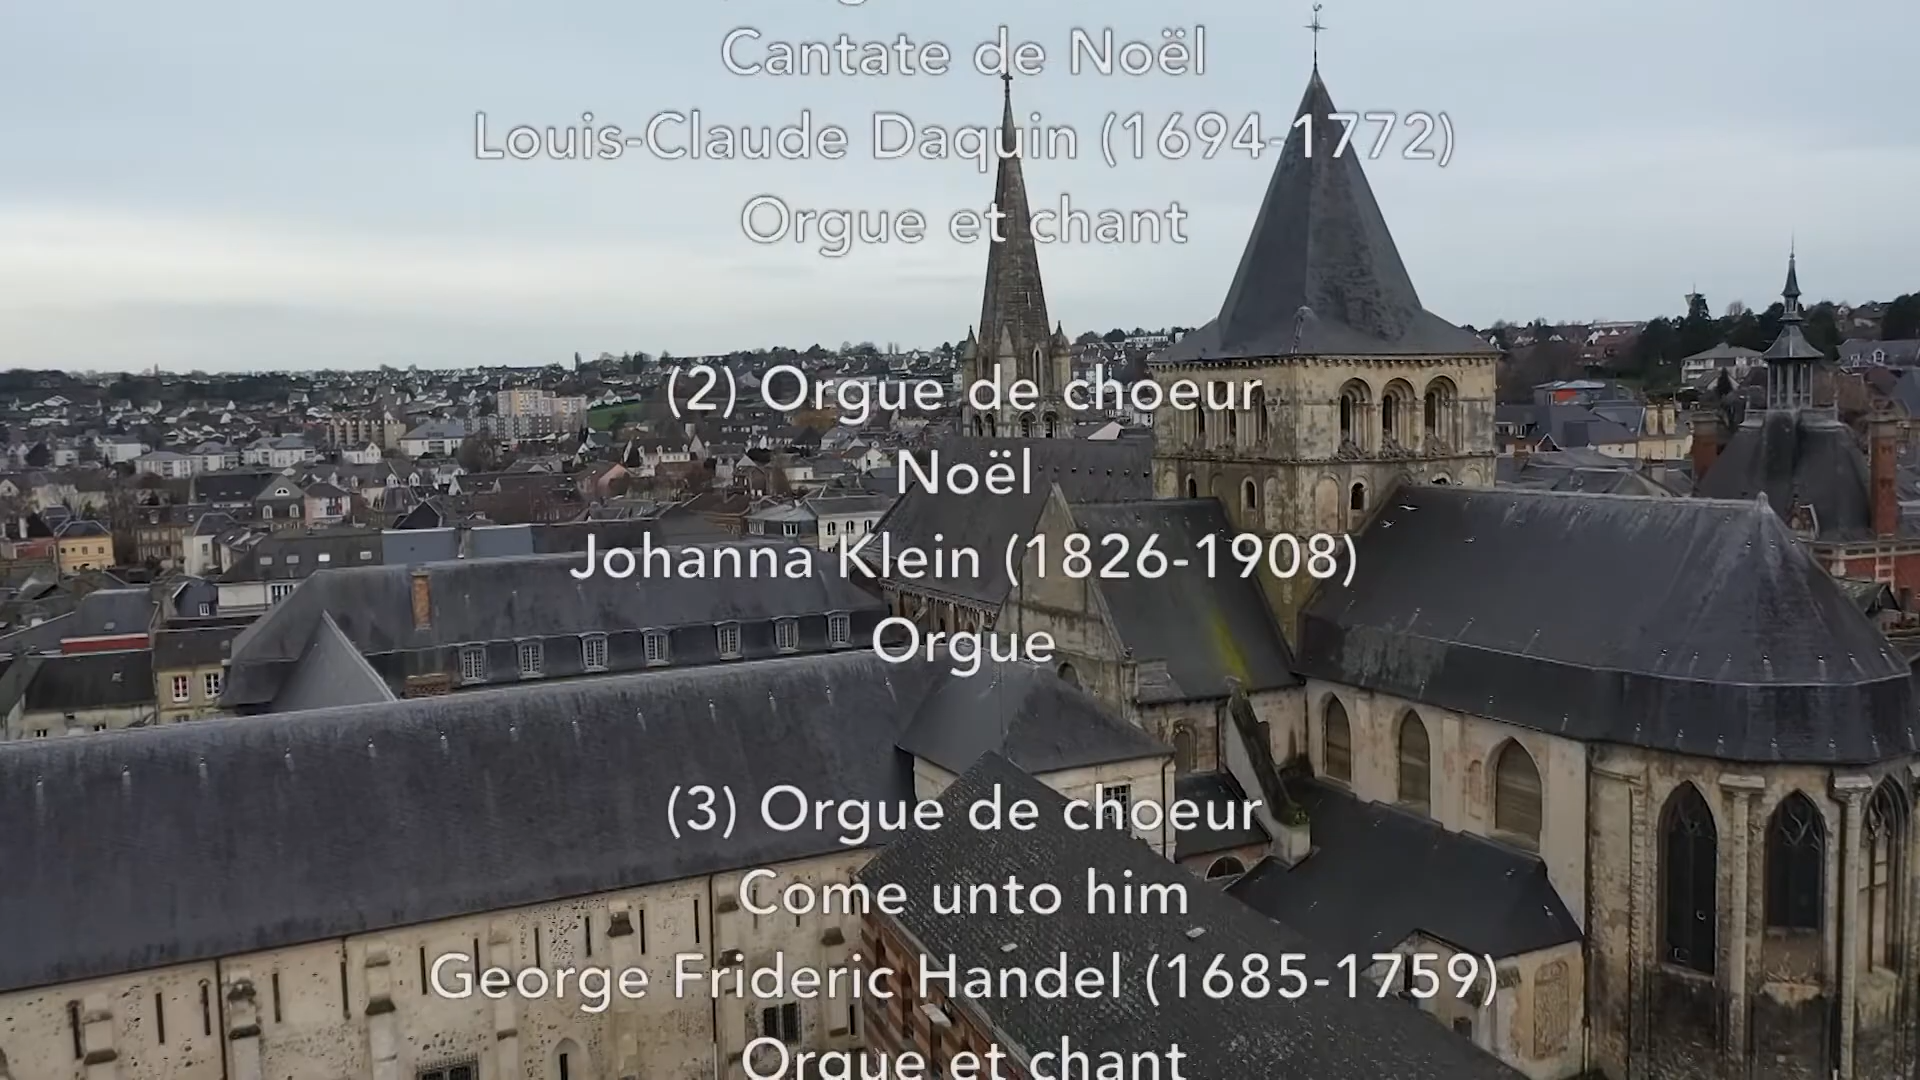 Cantate de Noël
Louis-Claude Daquin (1694-1772)
Orgue et chant
(2) Orgue de choeur
Noël
Johanna Klein (1826-1908)
Orgue
(3) Orgue de choeur
Come unto him
George Frideric Handel (1685-1759)
Orgue et chant